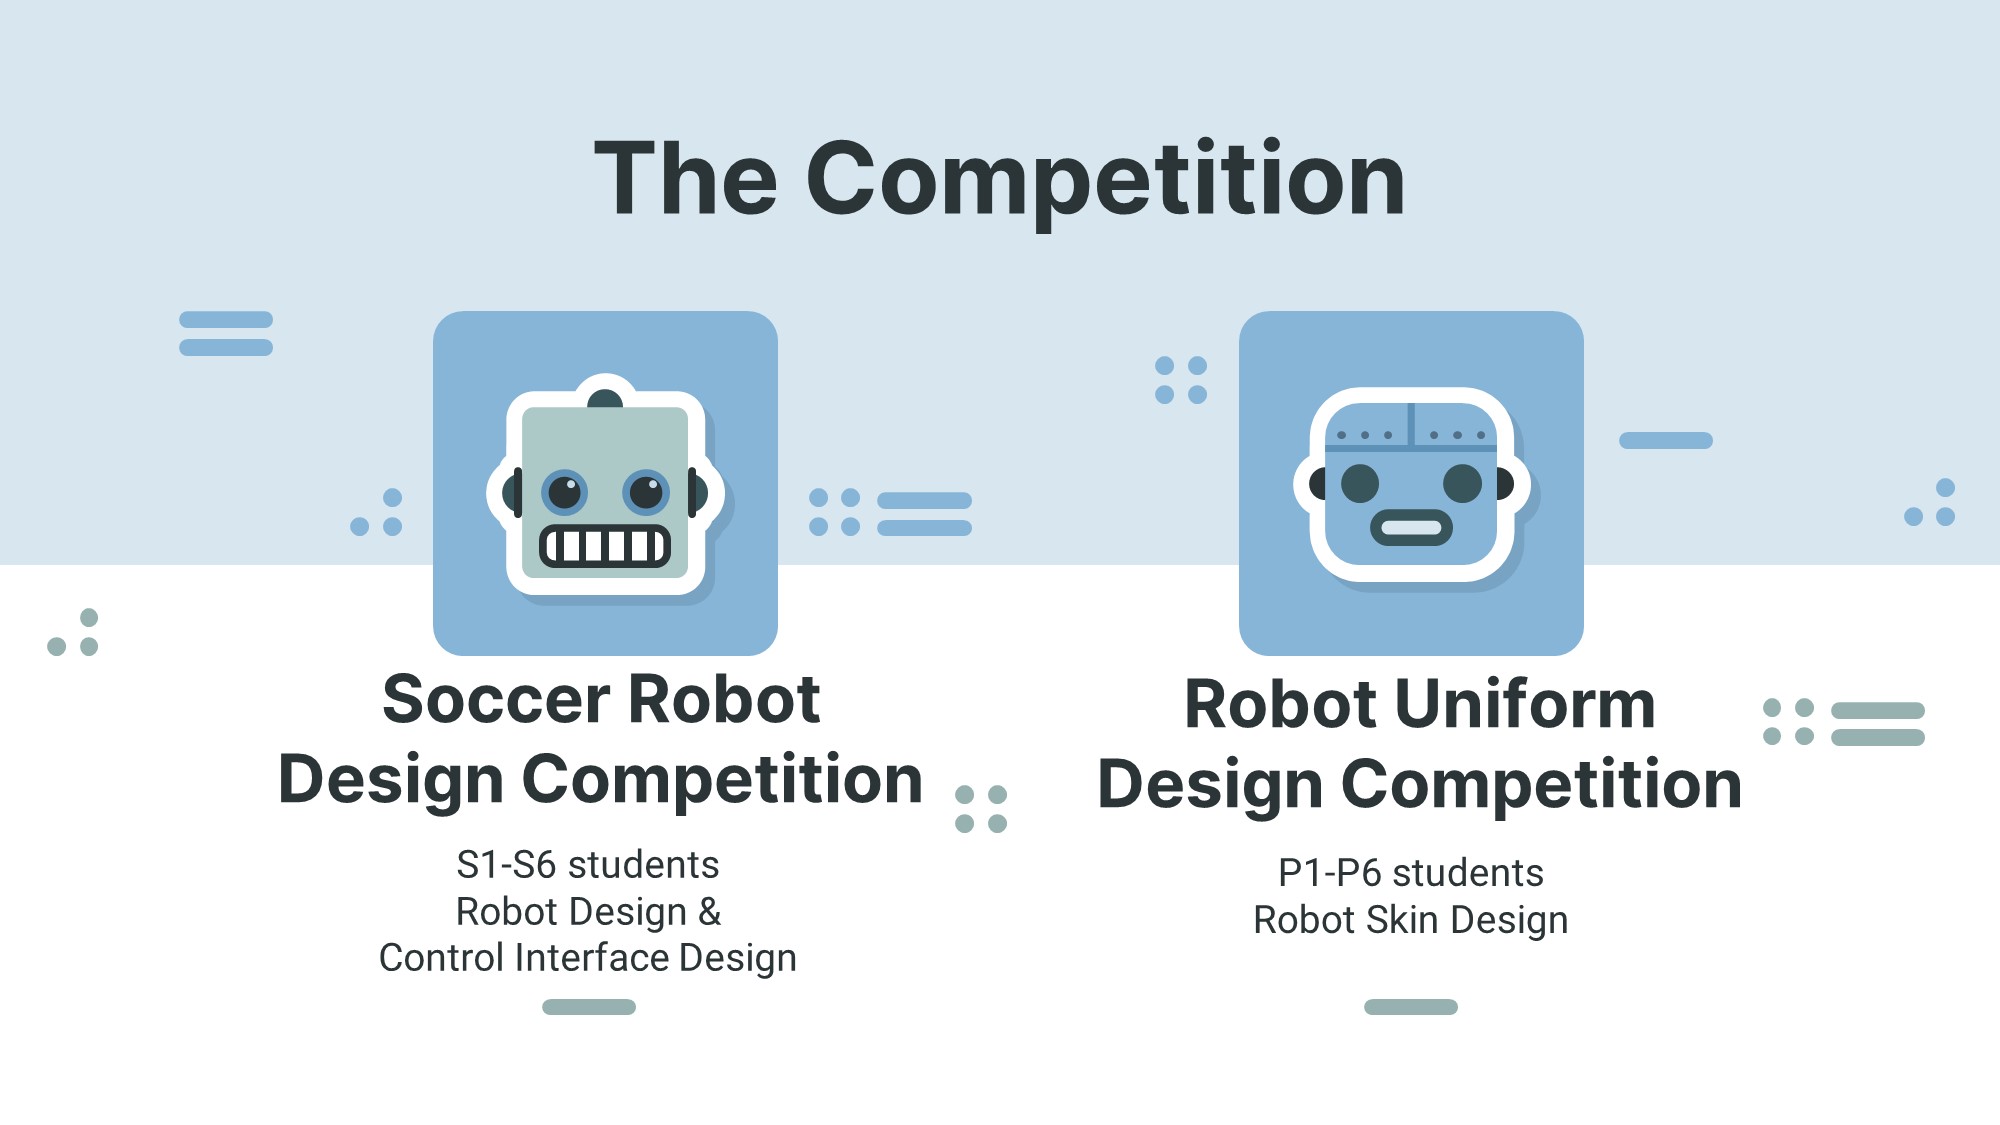 The Competition
Soccer Robot
Design Competition
S1-S6 students
Robot Design &
Control Interface Design
Robot Uniform
Design Competition
P1-P6 students
Robot Skin Design